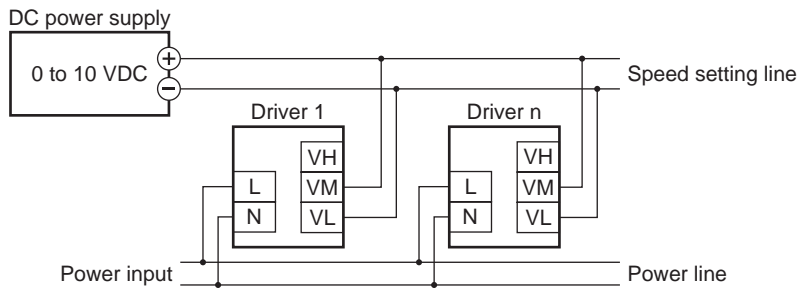 DC power supply
0 to 10 VDC
+
−
Speed setting line
Driver 1
VH
L
VM
N
VL
Driver n
VH
L
VM
N
VL
Power input
Power line